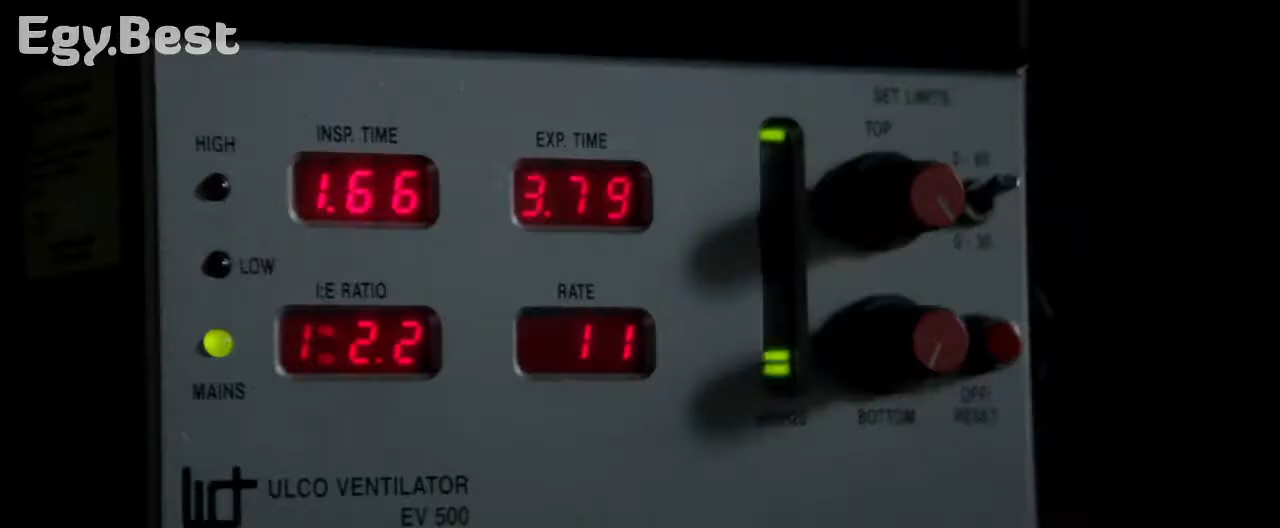 Egy.Best
SET LIMITS
HIGH
INSP. TIME
EXP. TIME
TOP
1.66
3.79
LOW
I:E RATIO
RATE
1:2.2
11
MAINS
BOTTOM
OFF/
RESET
ULCO VENTILATOR
EV 500